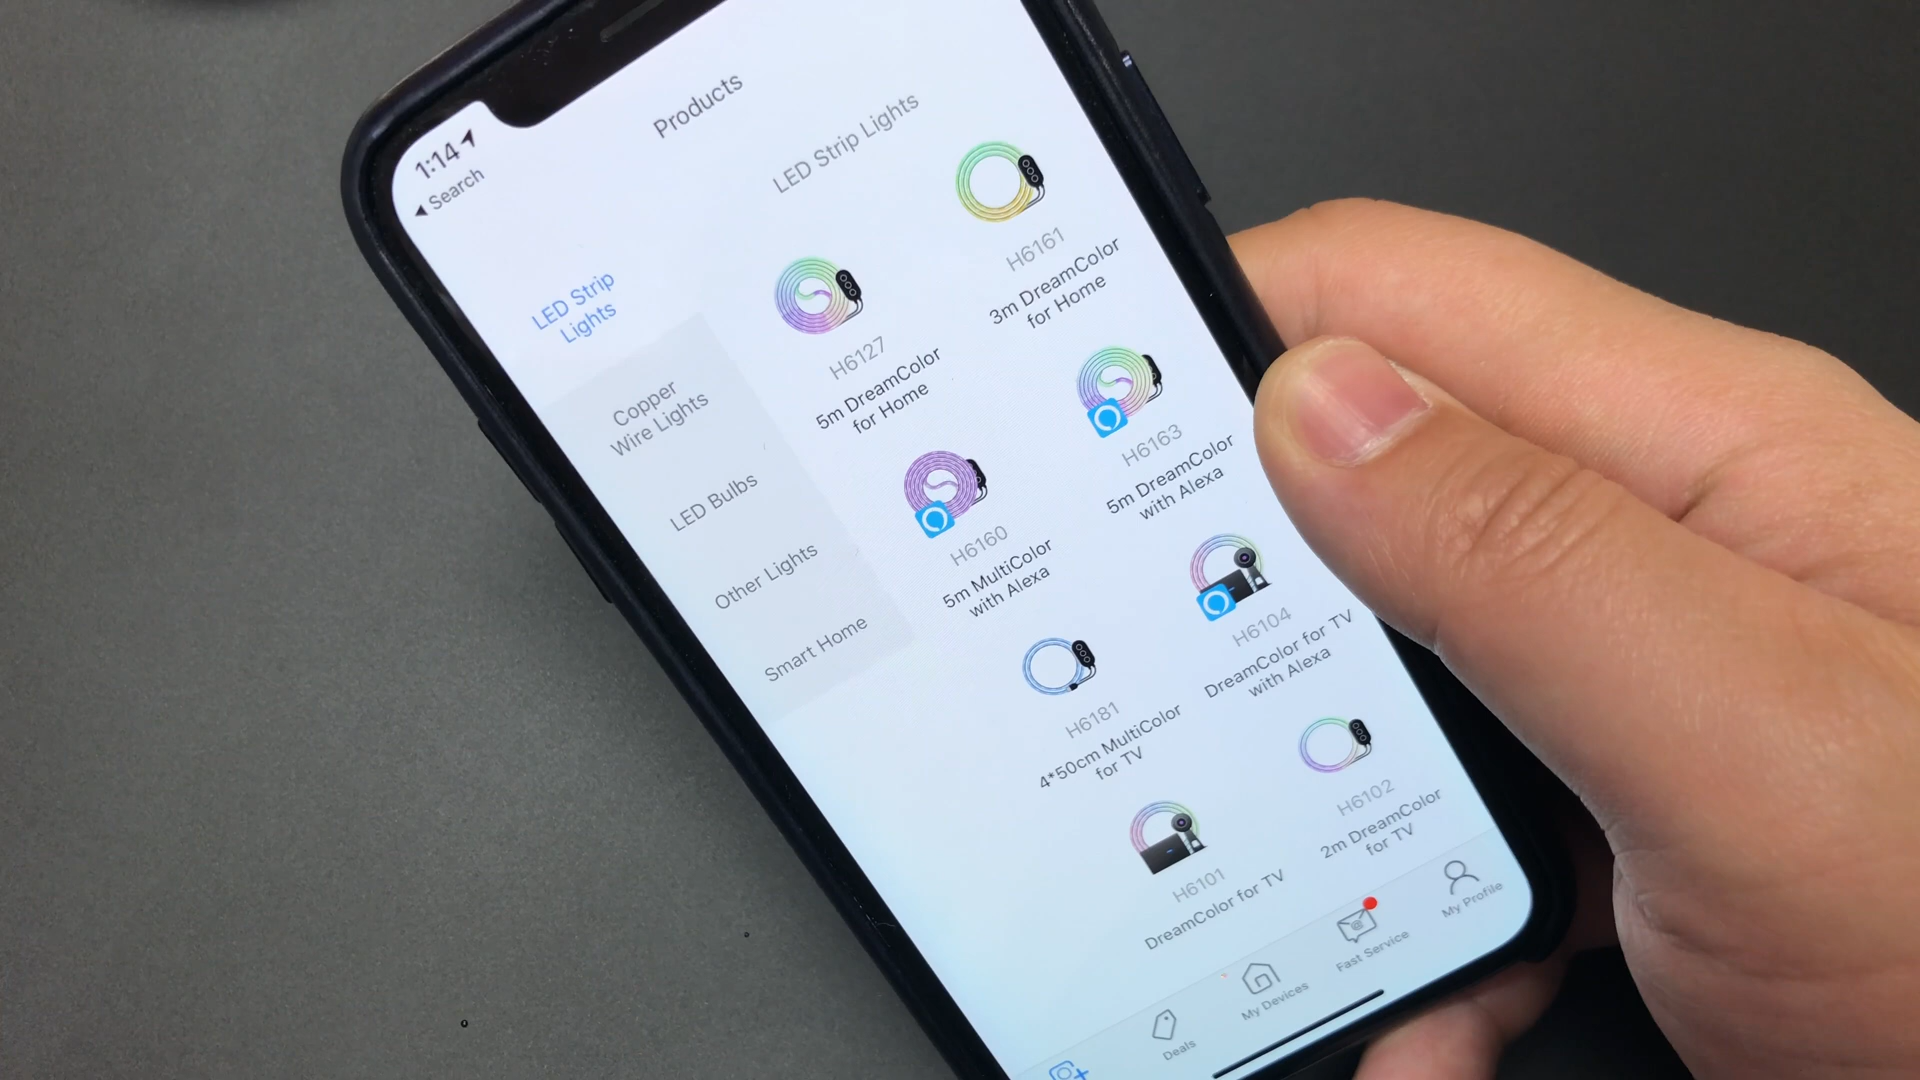 1:14
Search
Products
LED Strip
Lights
Copper
Wire Lights
LED Bulbs
Other Lights
Smart Home
LED Strip Lights
H6127
5m DreamColor
for Home
H6161
3m DreamColor
for Home
H6160
5m MultiColor
with Alexa
H6163
5m DreamColor
with Alexa
H6181
4*50cm MultiColor
for TV
H6104
DreamColor for TV
with Alexa
H6101
DreamColor for TV
H6102
2m DreamColor
for TV
Deals
My Devices
Fast Service
My Profile